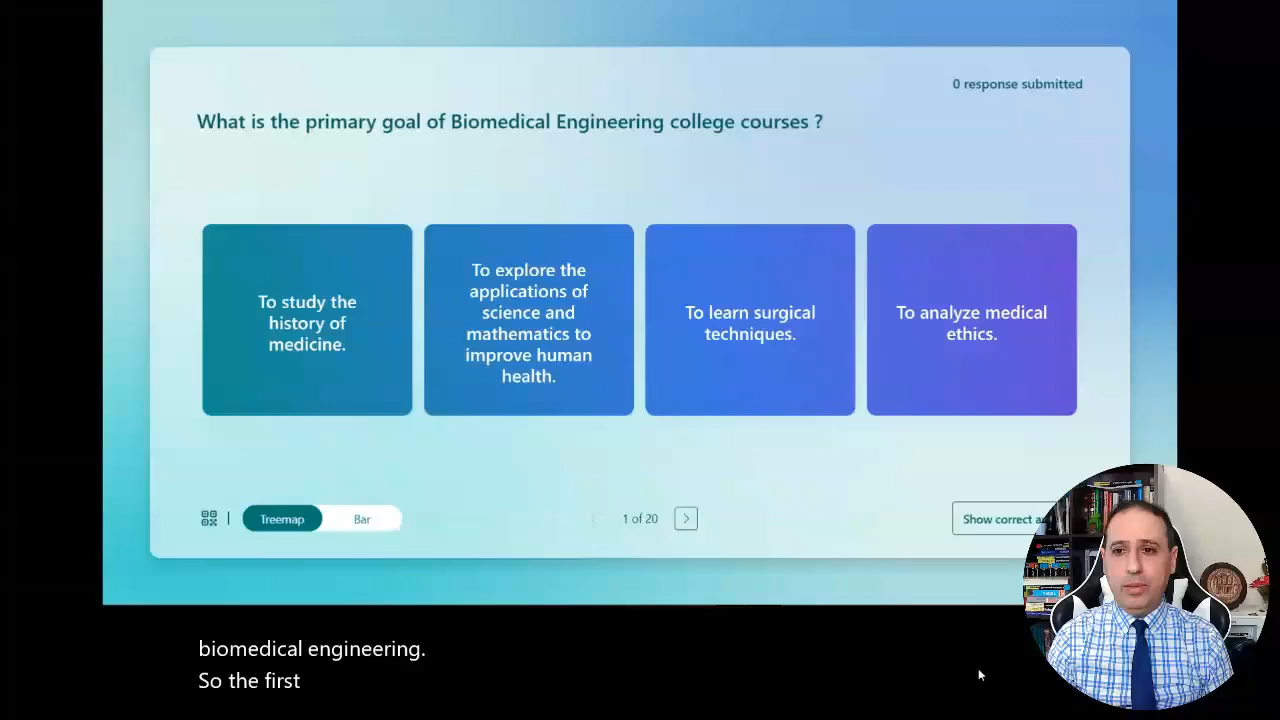 0 response submitted
What is the primary goal of Biomedical Engineering college courses ?
To study the
history of
medicine.
To explore the
applications of
science and
mathematics to
improve human
health.
To learn surgical
techniques.
To analyze medical
ethics.
Treemap
Bar
1 of 20
Show correct
biomedical engineering.
So the first